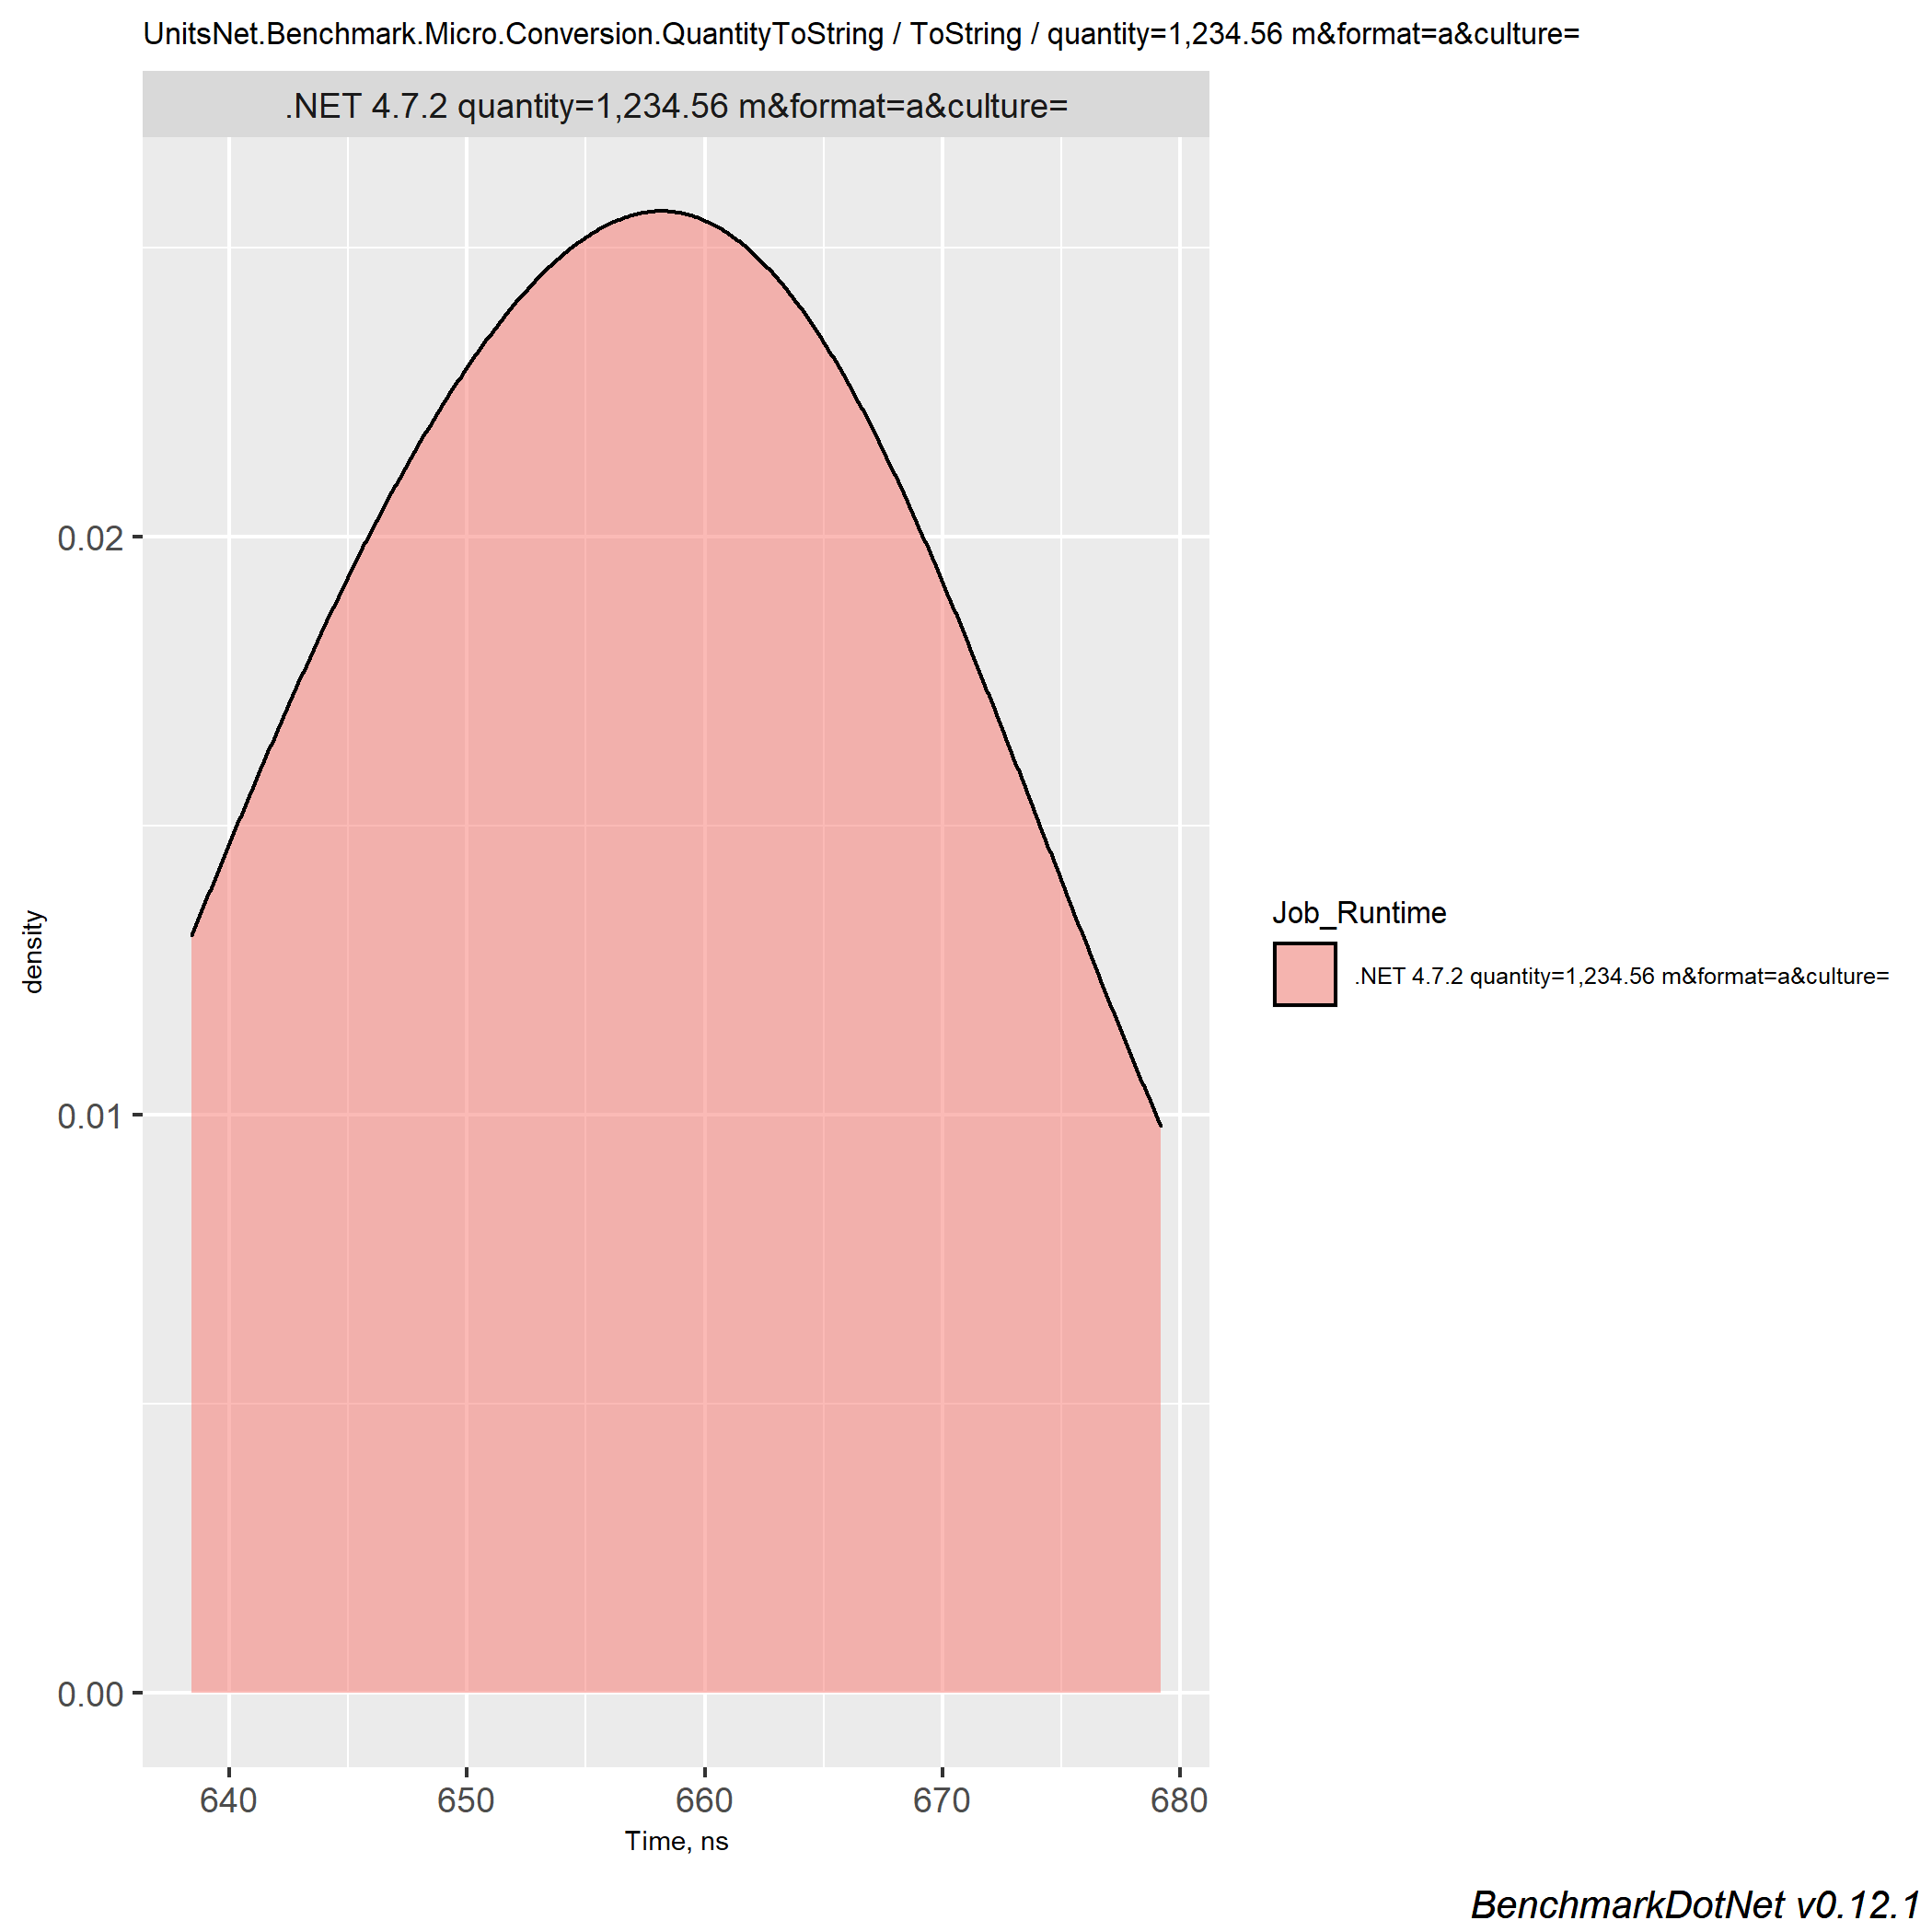 UnitsNet.Benchmark.Micro.Conversion.QuantityToString / ToString / quantity=1,234.56 m&format=a&culture=
.NET 4.7.2 quantity=1,234.56 m&format=a&culture=
0.02
0.01
0.00
density
640 650 660 670 680
Time, ns
Job_Runtime
.NET 4.7.2 quantity=1,234.56 m&format=a&culture=
BenchmarkDotNet v0.12.1